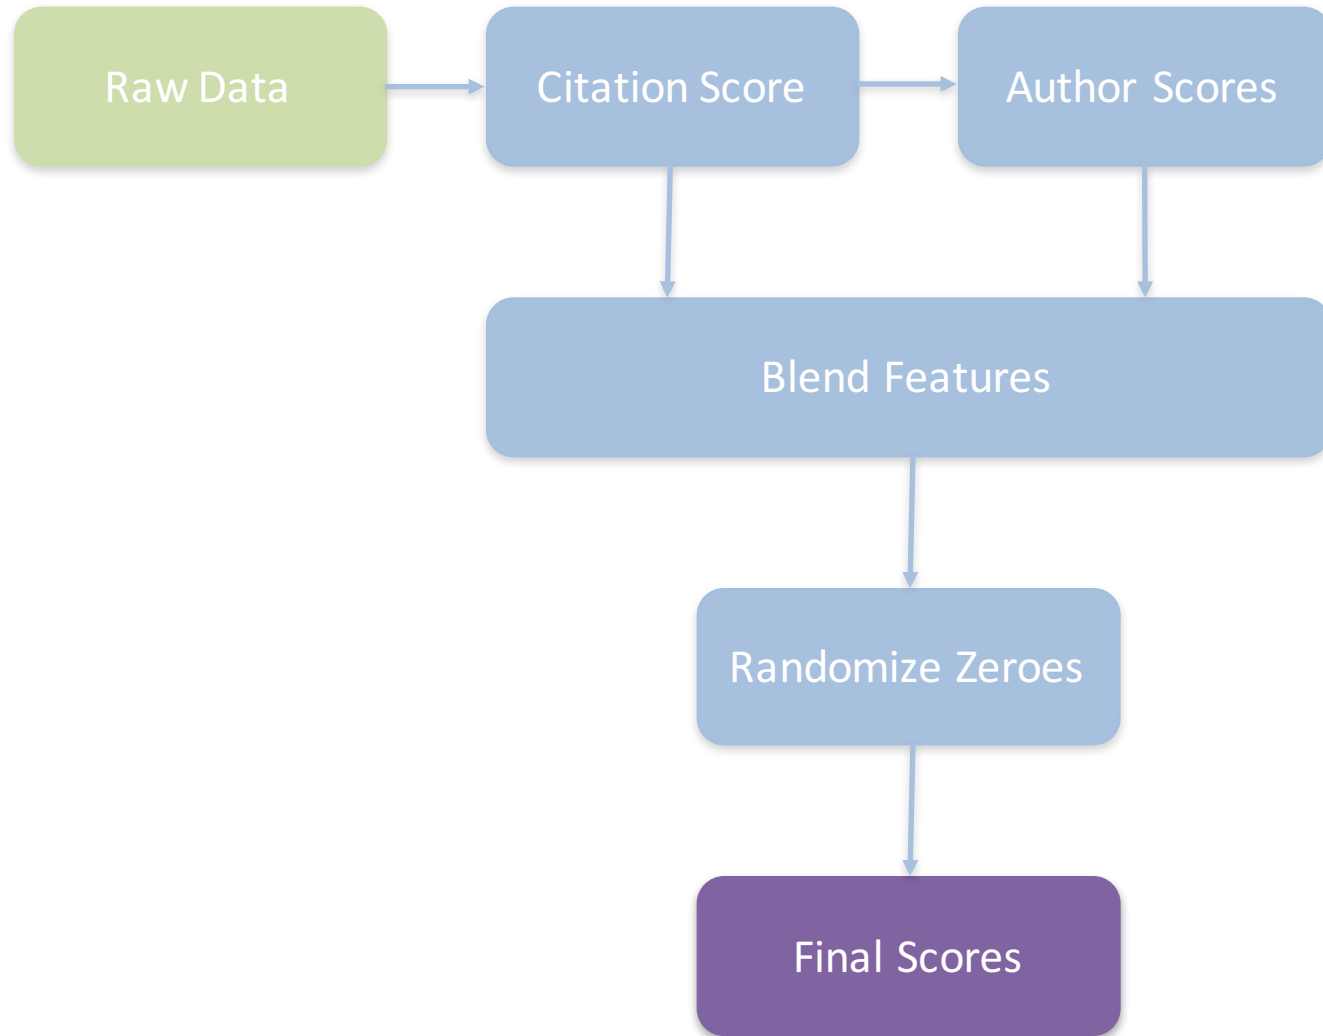 Raw Data
Citation Score
Author Scores
Blend Features
Randomize Zeroes
Final Scores